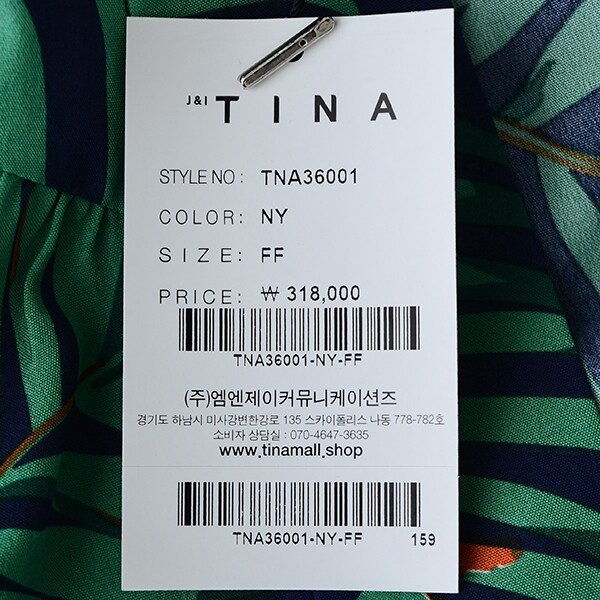 J&I TINA
STYLE NO: TNA36001
COLOR: NY
SIZE: FF
PRICE: ₩ 318,000
TNA36001-NY-FF
(주)엠엔제이커뮤니케이션즈
경기도 하남시 미사강변한강로 135 스카이폴리스 나동 778-782호
소비자 상담실 : 070-4647-3635
www.tinamall.shop
TNA36001-NY-FF 159